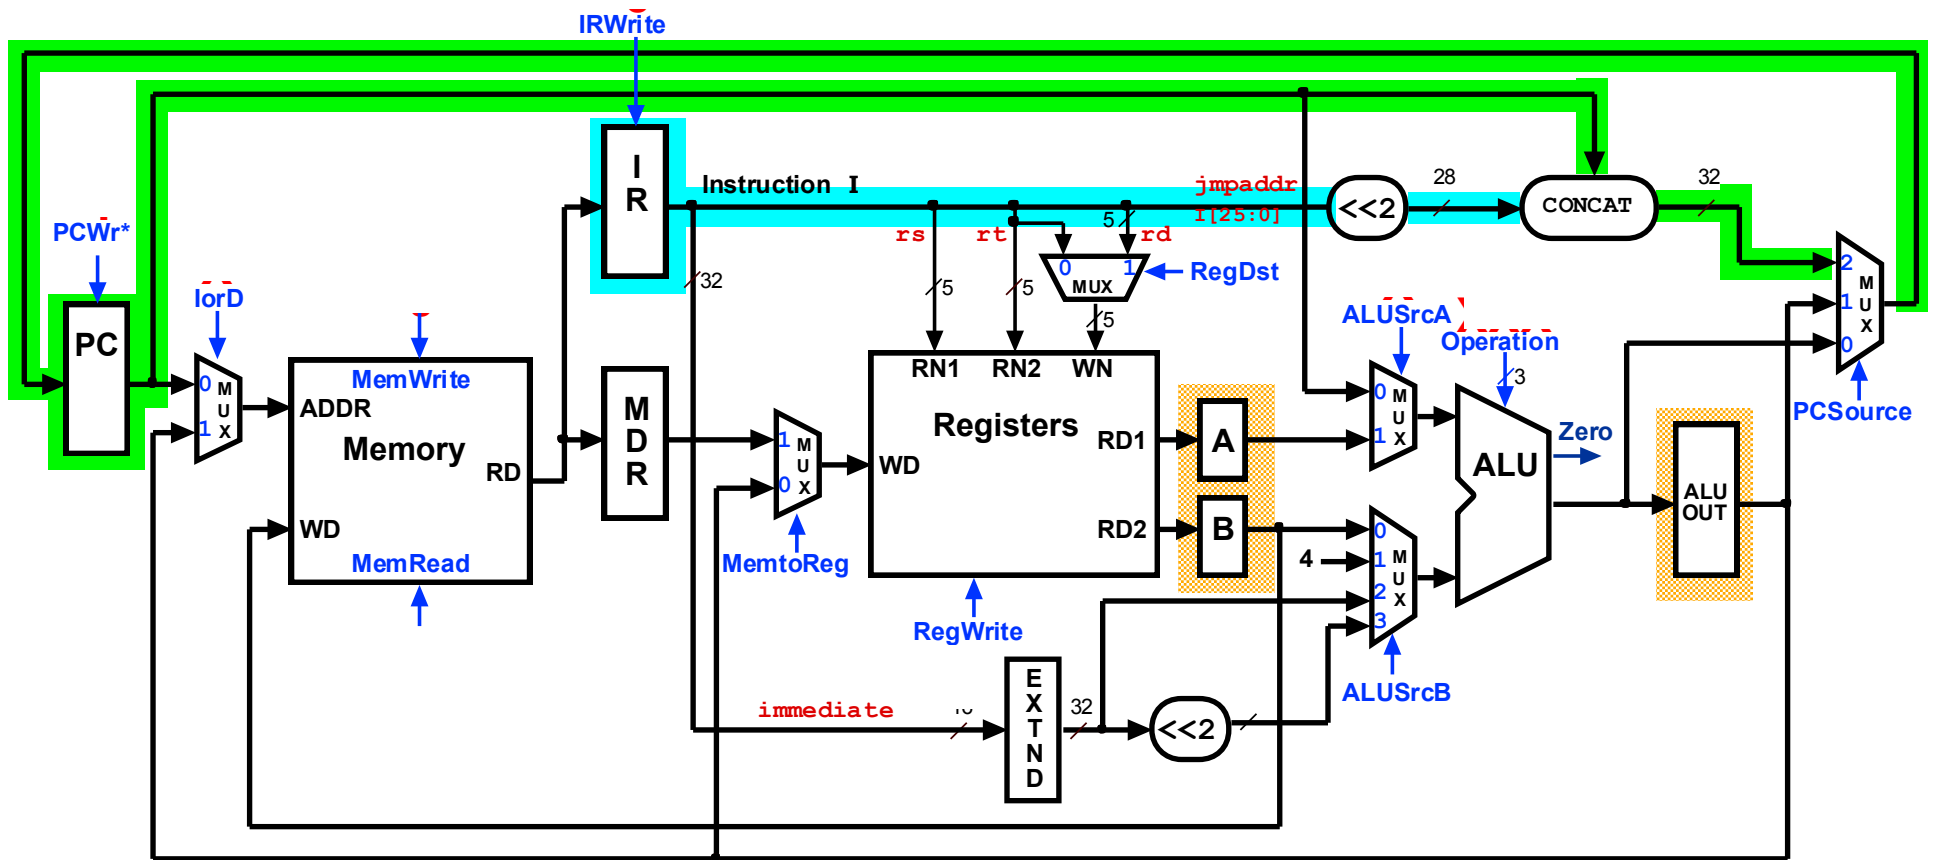 IRWrite
I
R
Instruction I
jmpaddr
I[25:0]
<<2
28
CONCAT
32
PCWr*
rs
rt
5
rd
0
1
MUX
RegDst
2
1
0
M
U
X
IorD
32
5
5
5
PC
ALUSrcA
Operation
3
0
1
M
U
X
MemWrite
ADDR
Memory
RD
WD
MemRead
M
D
R
RN1
RN2
WN
Registers
RD1
WD
RD2
A
B
0
1
M
U
X
ALU
Zero
ALU
OUT
PCSource
1
0
M
U
X
MemtoReg
4
0
1
2
3
M
U
X
RegWrite
ALUSrcB
immediate
E
X
T
N
D
32
<<2